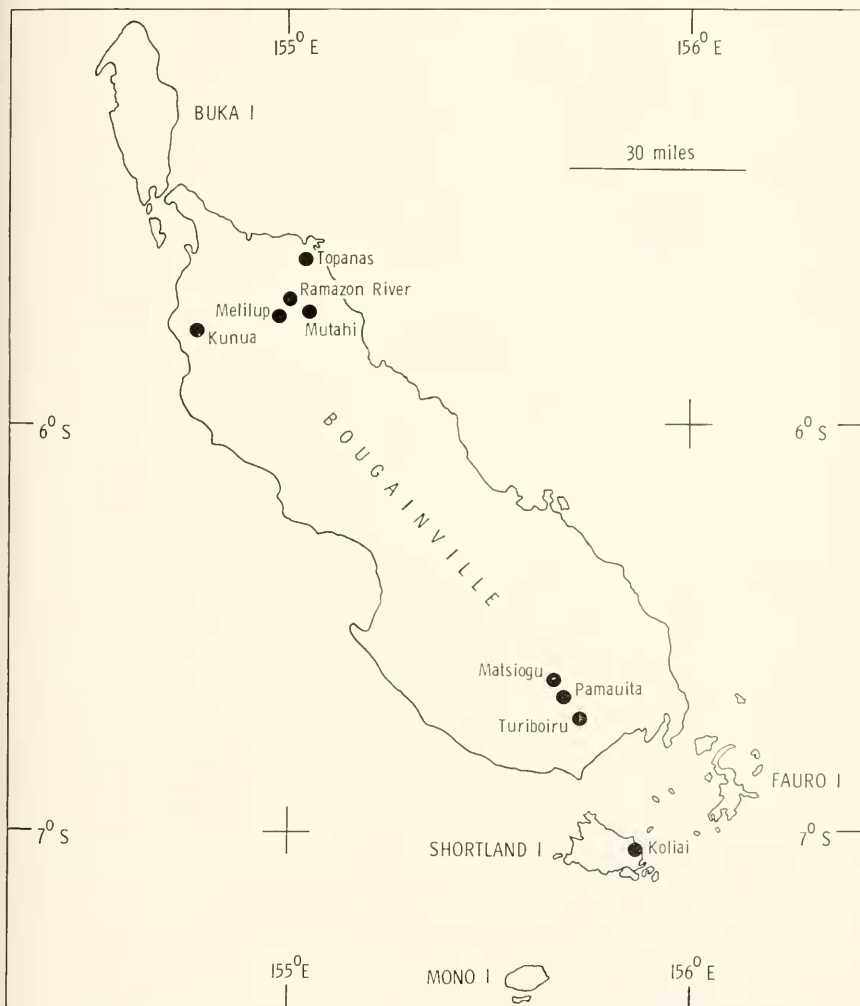 155° E
156° E
BUKA I
30 miles
Topanas
Ramazon River
Melilup
Mutahi
Kunua
6° S
6° S
BOUGAINVILLE
Matsiogu
Pamauita
Turiboiru
FAURO I
7° S
7° S
SHORTLAND I
Koliai
155° E
156° E
MONO I